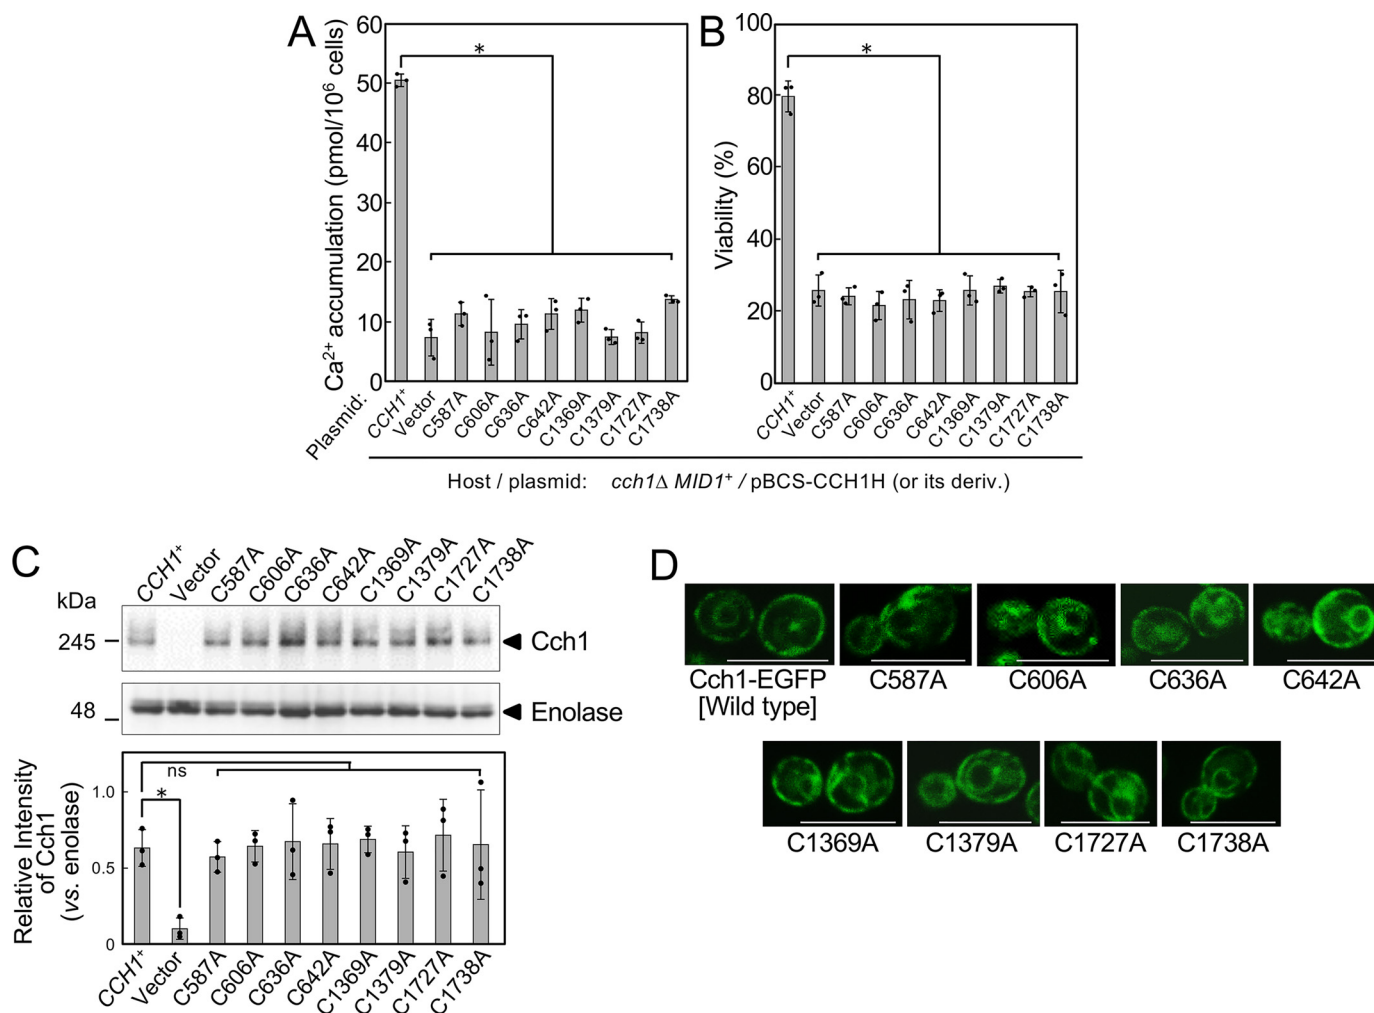 A
Ca2+ accumulation (pmol/10^6 cells)
60
50
40
30
20
10
0
*
Plasmid:
CCH1+
Vector
C587A
C606A
C636A
C642A
C1369A
C1379A
C1727A
C1738A
B
Viability (%)
100
80
60
40
20
0
*
CCH1+
Vector
C587A
C606A
C636A
C642A
C1369A
C1379A
C1727A
C1738A
Host / plasmid: cch1Δ MID1+ / pBCS-CCH1H (or its deriv.)
C
CCH1+
Vector
C587A
C606A
C636A
C642A
C1369A
C1379A
C1727A
C1738A
kDa
245
Cch1
48
Enolase
Relative Intensity
of Cch1
(vs. enolase)
1.0
0.5
0
ns
*
CCH1+
Vector
C587A
C606A
C636A
C642A
C1369A
C1379A
C1727A
C1738A
D
Cch1-EGFP
[Wild type]
C587A
C606A
C636A
C642A
C1369A
C1379A
C1727A
C1738A